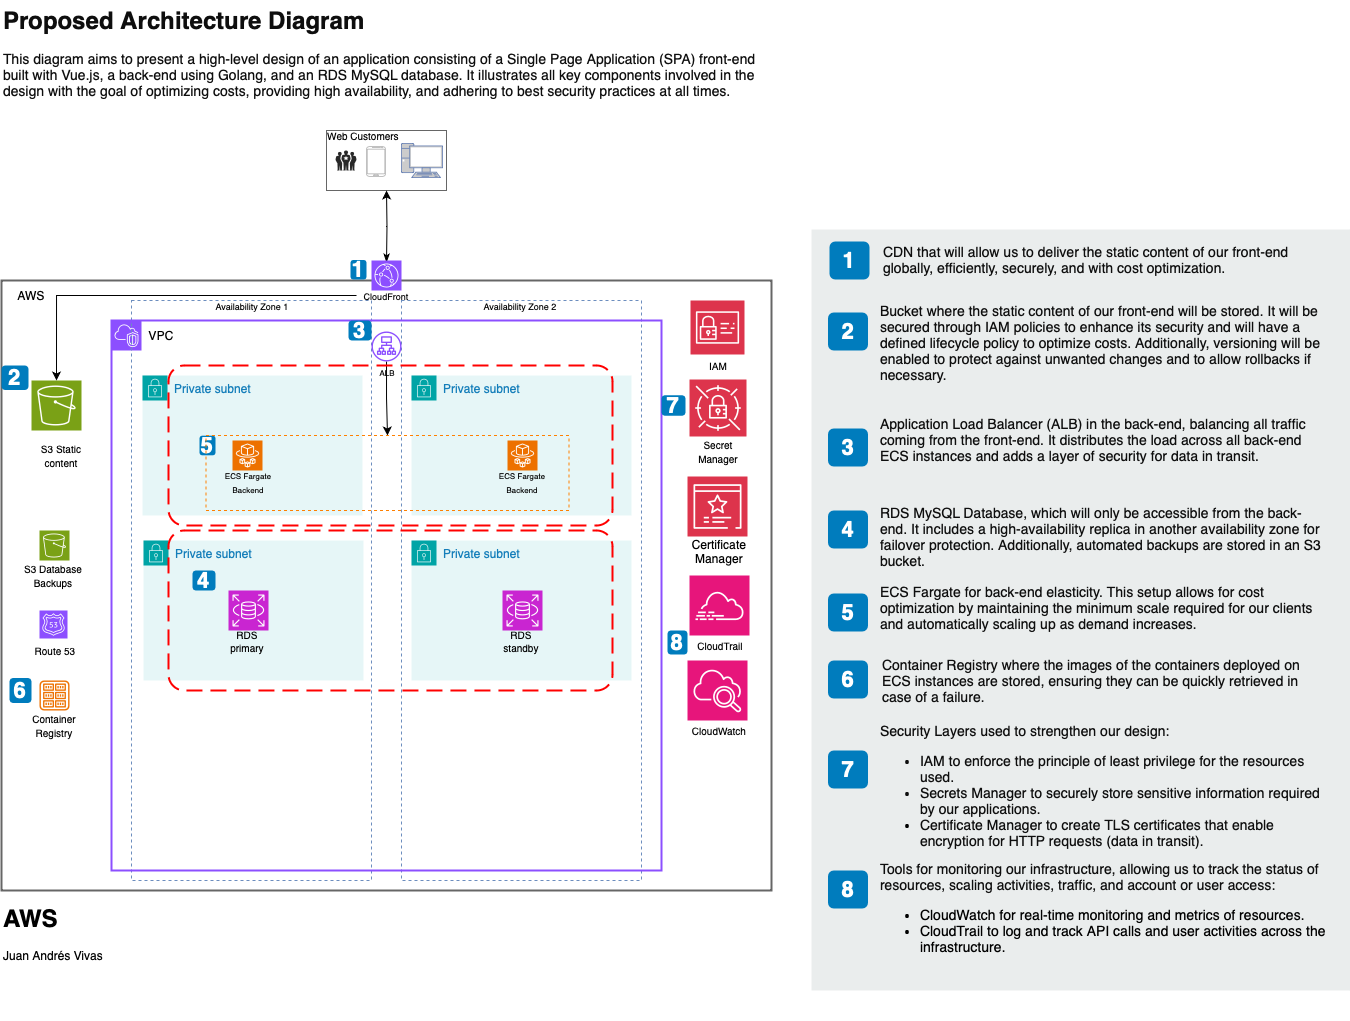 Proposed Architecture Diagram
This diagram aims to present a high-level design of an application consisting of a Single Page Application (SPA) front-end
built with Vue.js, a back-end using Golang, and an RDS MySQL database. It illustrates all key components involved in the
design with the goal of optimizing costs, providing high availability, and adhering to best security practices at all times.
Web Customers
1
CloudFront
AWS
Availability Zone 1
Availability Zone 2
VPC
3
ALB
2
S3 Static
content
Private subnet
Private subnet
5
ECS Fargate
Backend
ECS Fargate
Backend
Private subnet
Private subnet
4
RDS
primary
RDS
standby
S3 Database
Backups
53
Route 53
6
Container
Registry
IAM
7
Secret
Manager
Certificate
Manager
CloudTrail
8
CloudWatch
AWS
Juan Andrés Vivas
1
CDN that will allow us to deliver the static content of our front-end
globally, efficiently, securely, and with cost optimization.
2
Bucket where the static content of our front-end will be stored. It will be
secured through IAM policies to enhance its security and will have a
defined lifecycle policy to optimize costs. Additionally, versioning will be
enabled to protect against unwanted changes and to allow rollbacks if
necessary.
3
Application Load Balancer (ALB) in the back-end, balancing all traffic
coming from the front-end. It distributes the load across all back-end
ECS instances and adds a layer of security for data in transit.
4
RDS MySQL Database, which will only be accessible from the back-
end. It includes a high-availability replica in another availability zone for
failover protection. Additionally, automated backups are stored in an S3
bucket.
5
ECS Fargate for back-end elasticity. This setup allows for cost
optimization by maintaining the minimum scale required for our clients
and automatically scaling up as demand increases.
6
Container Registry where the images of the containers deployed on
ECS instances are stored, ensuring they can be quickly retrieved in
case of a failure.
7
Security Layers used to strengthen our design:
• IAM to enforce the principle of least privilege for the resources
used.
• Secrets Manager to securely store sensitive information required
by our applications.
• Certificate Manager to create TLS certificates that enable
encryption for HTTP requests (data in transit).
8
Tools for monitoring our infrastructure, allowing us to track the status of
resources, scaling activities, traffic, and account or user access:
• CloudWatch for real-time monitoring and metrics of resources.
• CloudTrail to log and track API calls and user activities across the
infrastructure.